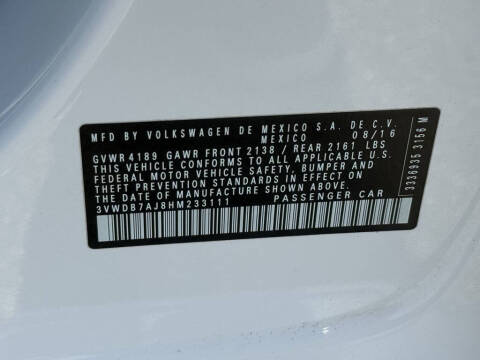 MFD BY VOLKSWAGEN DE MEXICO S.A. DE C.V.
MEXICO 08/16
GVWR 4189 GAWR FRONT 2138 / REAR 2161 LBS
THIS VEHICLE CONFORMS TO ALL APPLICABLE U.S.
FEDERAL MOTOR VEHICLE SAFETY, BUMPER AND
THEFT PREVENTION STANDARDS IN EFFECT ON
THE DATE OF MANUFACTURE SHOWN ABOVE.
3VWDB7AJ8HM233111 PASSENGER CAR
3336935 3156 M